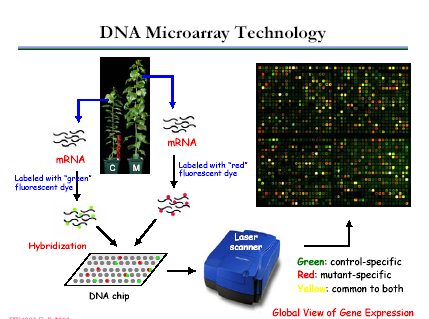 DNA Microarray Technology
C M
mRNA
mRNA
Labeled with "green"
fluorescent dye
Labeled with "red"
fluorescent dye
Hybridization
DNA chip
Laser
scanner
Green: control-specific
Red: mutant-specific
Yellow: common to both
Global View of Gene Expression